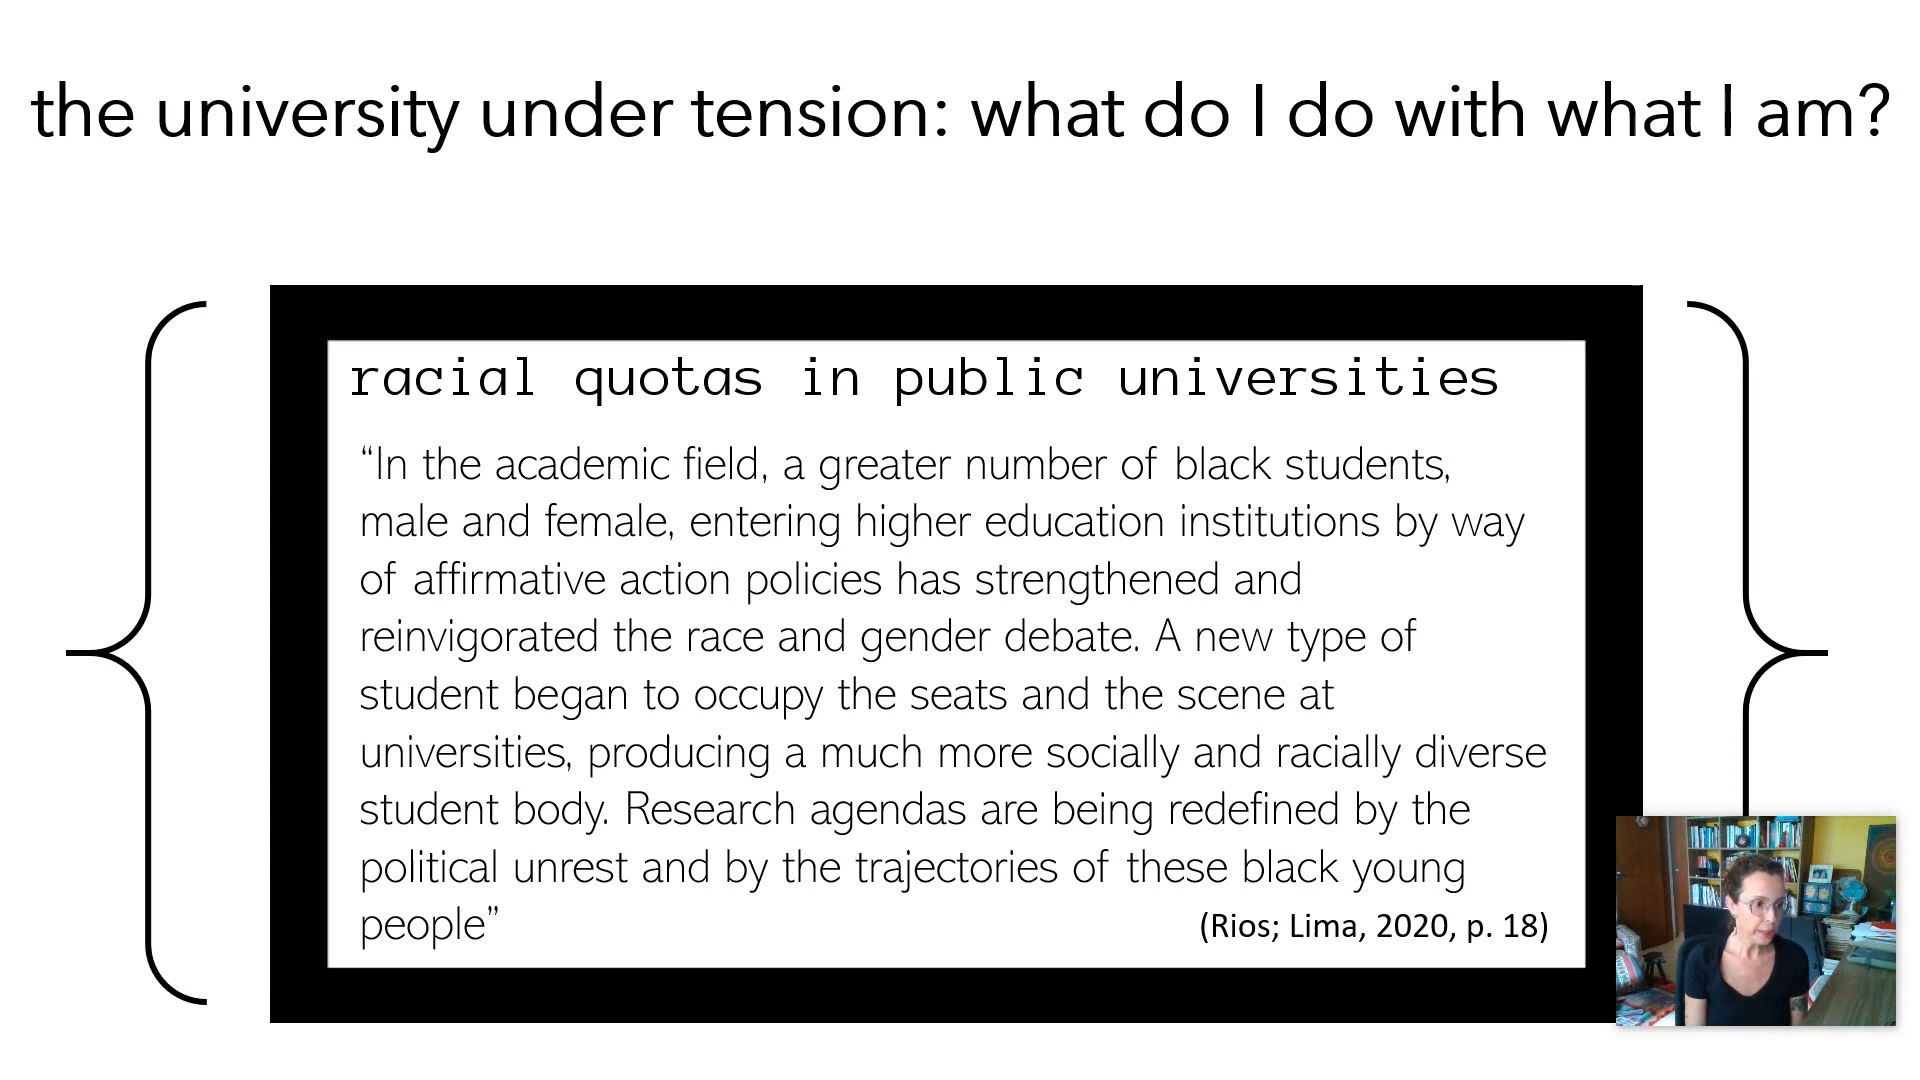 the university under tension: what do I do with what I am?
racial quotas in public universities
“In the academic field, a greater number of black students,
male and female, entering higher education institutions by way
of affirmative action policies has strengthened and
reinvigorated the race and gender debate. A new type of
student began to occupy the seats and the scene at
universities, producing a much more socially and racially diverse
student body. Research agendas are being redefined by the
political unrest and by the trajectories of these black young
people”
(Rios; Lima, 2020, p. 18)